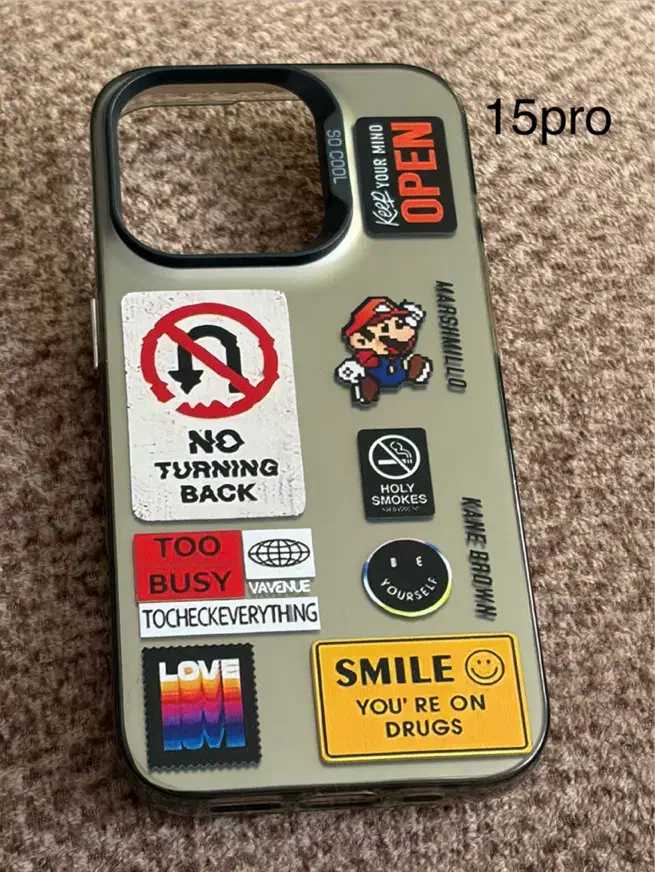 15pro
SO COOL
Keep YOUR MIND
OPEN
MARSHMILLIO
NO
TURNING
BACK
HOLY
SMOKES
KANE BROWN
TOO
BUSY
VAVENUE
TOCHECKEVERYTHING
BE
YOURSELF
LOVE
SMILE
YOU'RE ON
DRUGS